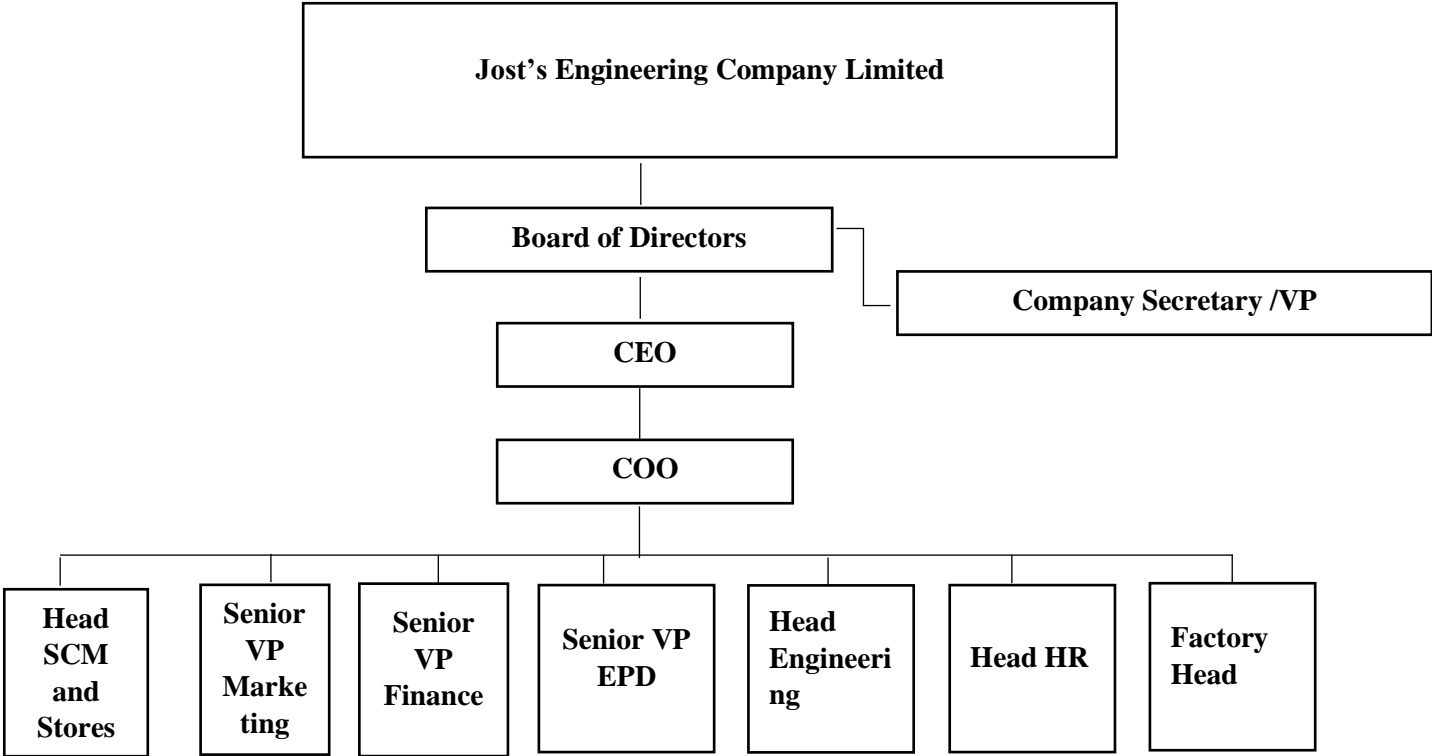 Jost’s Engineering Company Limited
Board of Directors
Company Secretary /VP
CEO
COO
Head
SCM
and
Stores
Senior
VP
Marke
ting
Senior
VP
Finance
Senior VP
EPD
Head
Engineeri
ng
Head HR
Factory
Head